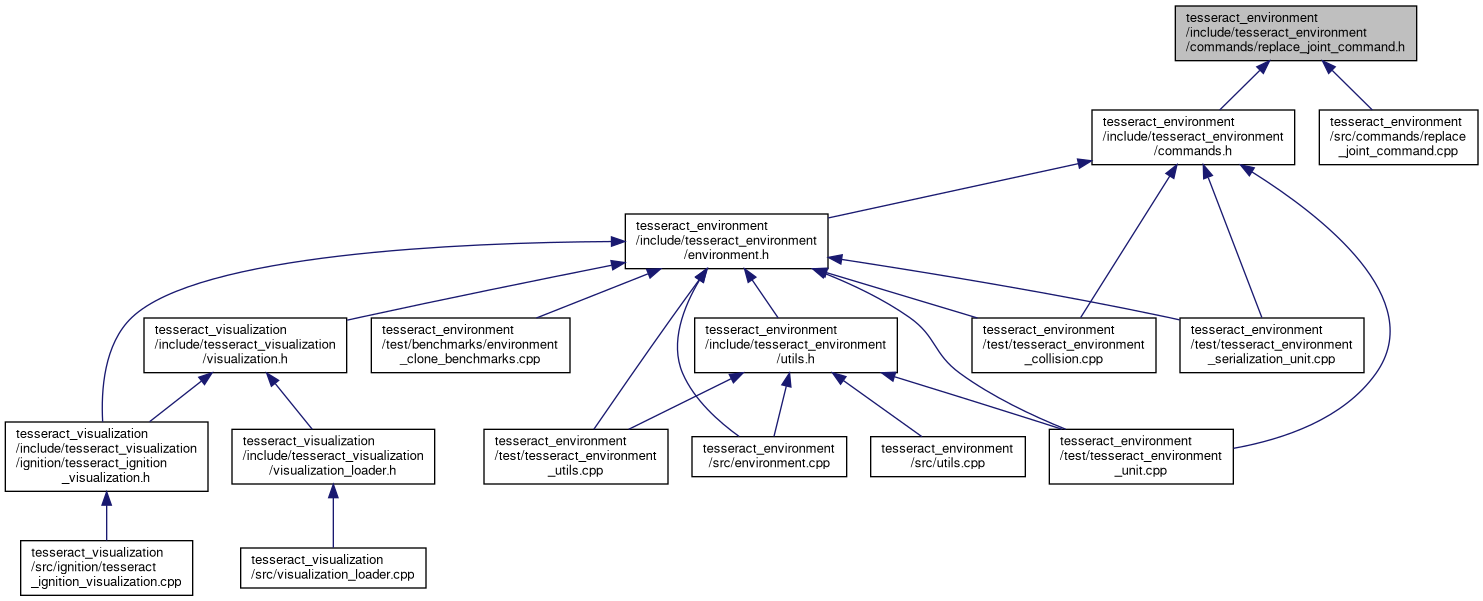 tesseract_environment
/include/tesseract_environment
/commands/replace_joint_command.h
tesseract_environment
/include/tesseract_environment
/commands.h
tesseract_environment
/src/commands/replace
_joint_command.cpp
tesseract_environment
/include/tesseract_environment
/environment.h
tesseract_visualization
/include/tesseract_visualization
/visualization.h
tesseract_environment
/test/benchmarks/environment
_clone_benchmarks.cpp
tesseract_environment
/include/tesseract_environment
/utils.h
tesseract_environment
/test/tesseract_environment
_collision.cpp
tesseract_environment
/test/tesseract_environment
_serialization_unit.cpp
tesseract_visualization
/include/tesseract_visualization
/ignition/tesseract_ignition
_visualization.h
tesseract_visualization
/include/tesseract_visualization
/visualization_loader.h
tesseract_environment
/test/tesseract_environment
_utils.cpp
tesseract_environment
/src/environment.cpp
tesseract_environment
/src/utils.cpp
tesseract_environment
/test/tesseract_environment
_unit.cpp
tesseract_visualization
/src/ignition/tesseract
_ignition_visualization.cpp
tesseract_visualization
/src/visualization_loader.cpp